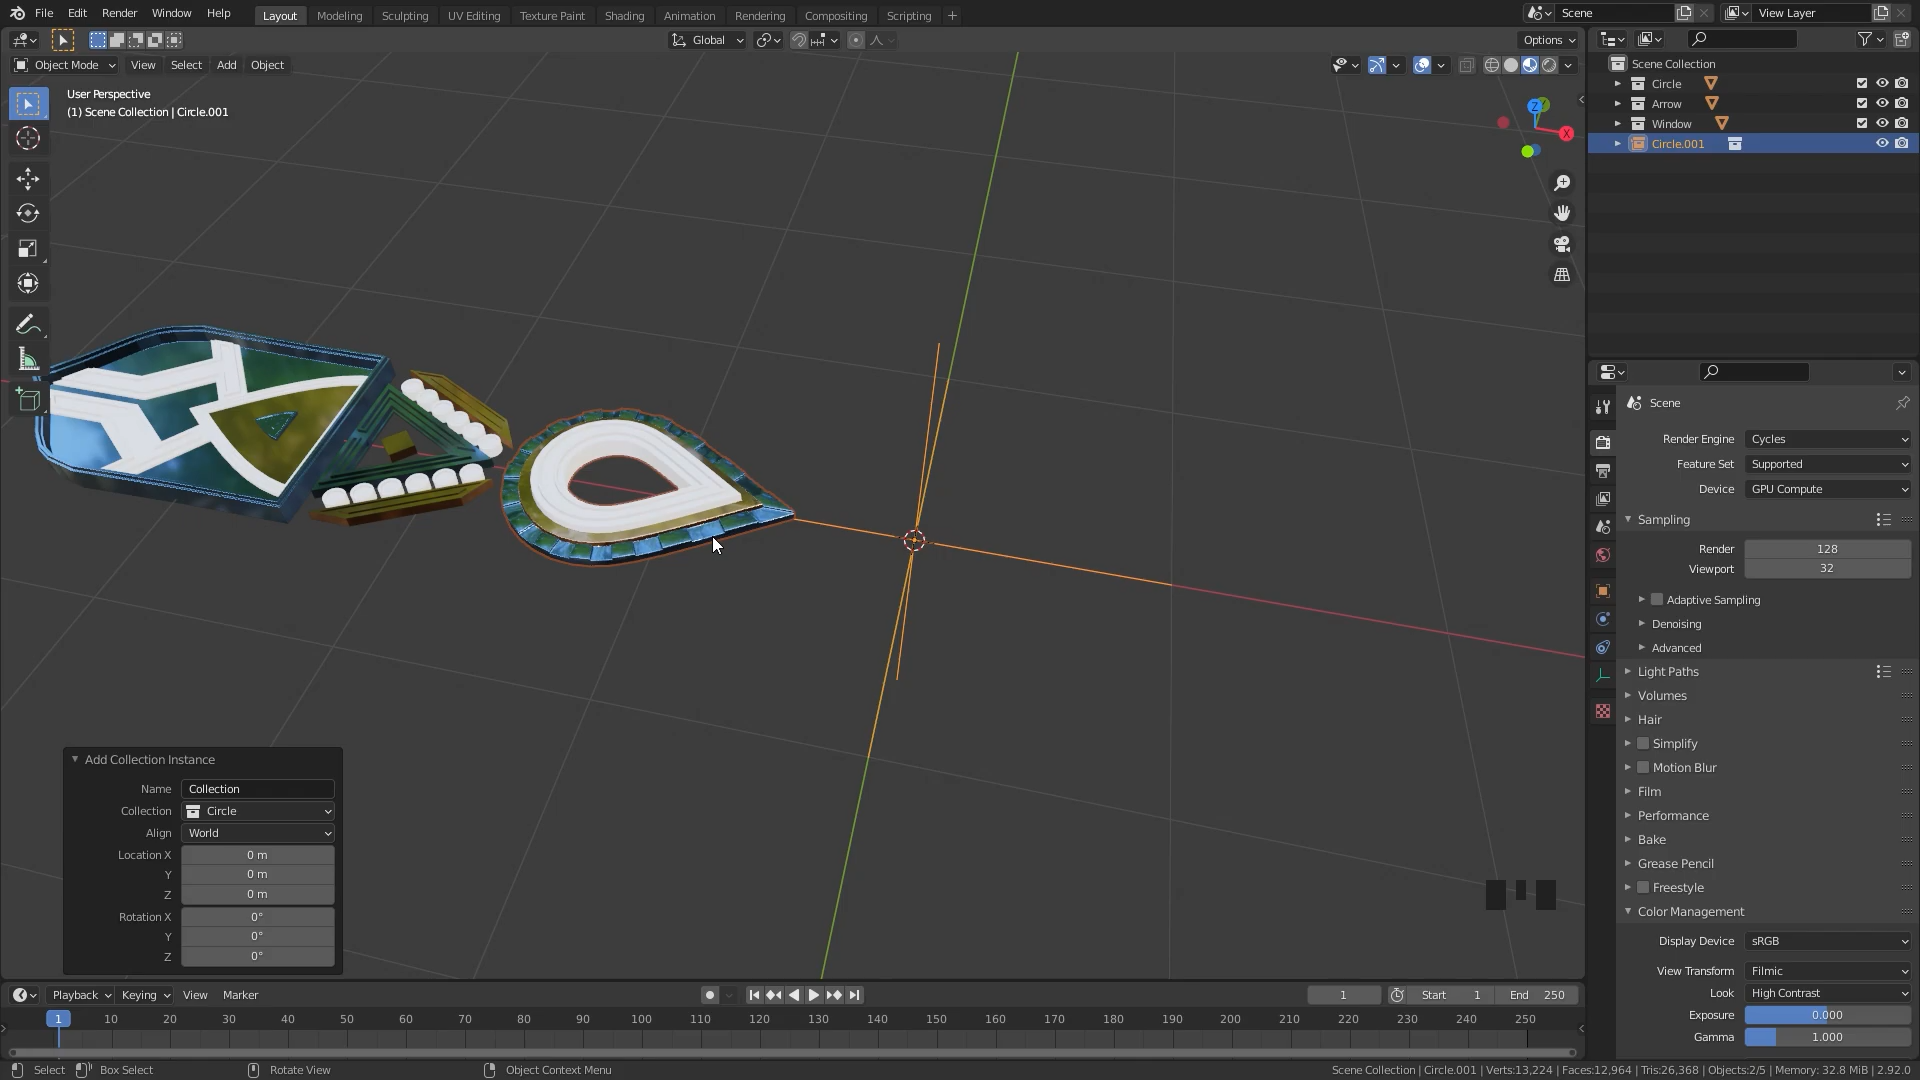 File Edit Render Window Help Layout Modeling Sculpting UV Editing Texture Paint Shading Animation Rendering Compositing Scripting Scene View Layer
Global Options
Object Mode View Select Add Object
User Perspective
(1) Scene Collection | Circle.001
Z
X
Scene Collection
Circle
Arrow
Window
Circle.001
Scene
Render Engine Cycles
Feature Set Supported
Device GPU Compute
Sampling
Render 128
Viewport 32
Adaptive Sampling
Denoising
Advanced
Light Paths
Volumes
Hair
Simplify
Motion Blur
Film
Performance
Bake
Grease Pencil
Freestyle
Color Management
Display Device sRGB
View Transform Filmic
Look High Contrast
Exposure 0.000
Gamma 1.000
Add Collection Instance
Name Collection
Collection Circle
Align World
Location X 0 m
Y 0 m
Z 0 m
Rotation X 0°
Y 0°
Z 0°
Playback Keying View Marker 1 Start 1 End 250
1 10 20 30 40 50 60 70 80 90 100 110 120 130 140 150 160 170 180 190 200 210 220 230 240 250
Select Box Select Rotate View Object Context Menu Scene Collection | Circle.001 | Verts:13,224 | Faces:12,964 | Tris:26,368 | Objects:2/5 | Memory: 32.8 MiB | 2.92.0